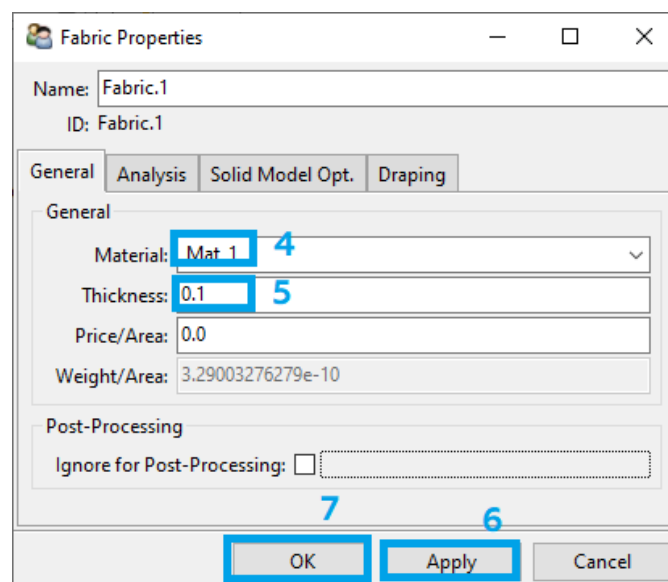 Fabric Properties
Name: Fabric.1
ID: Fabric.1
General Analysis Solid Model Opt. Draping
General
Material: Mat_1 4
Thickness: 0.1 5
Price/Area: 0.0
Weight/Area: 3.29003276279e-10
Post-Processing
Ignore for Post-Processing:
7 6
OK Apply Cancel